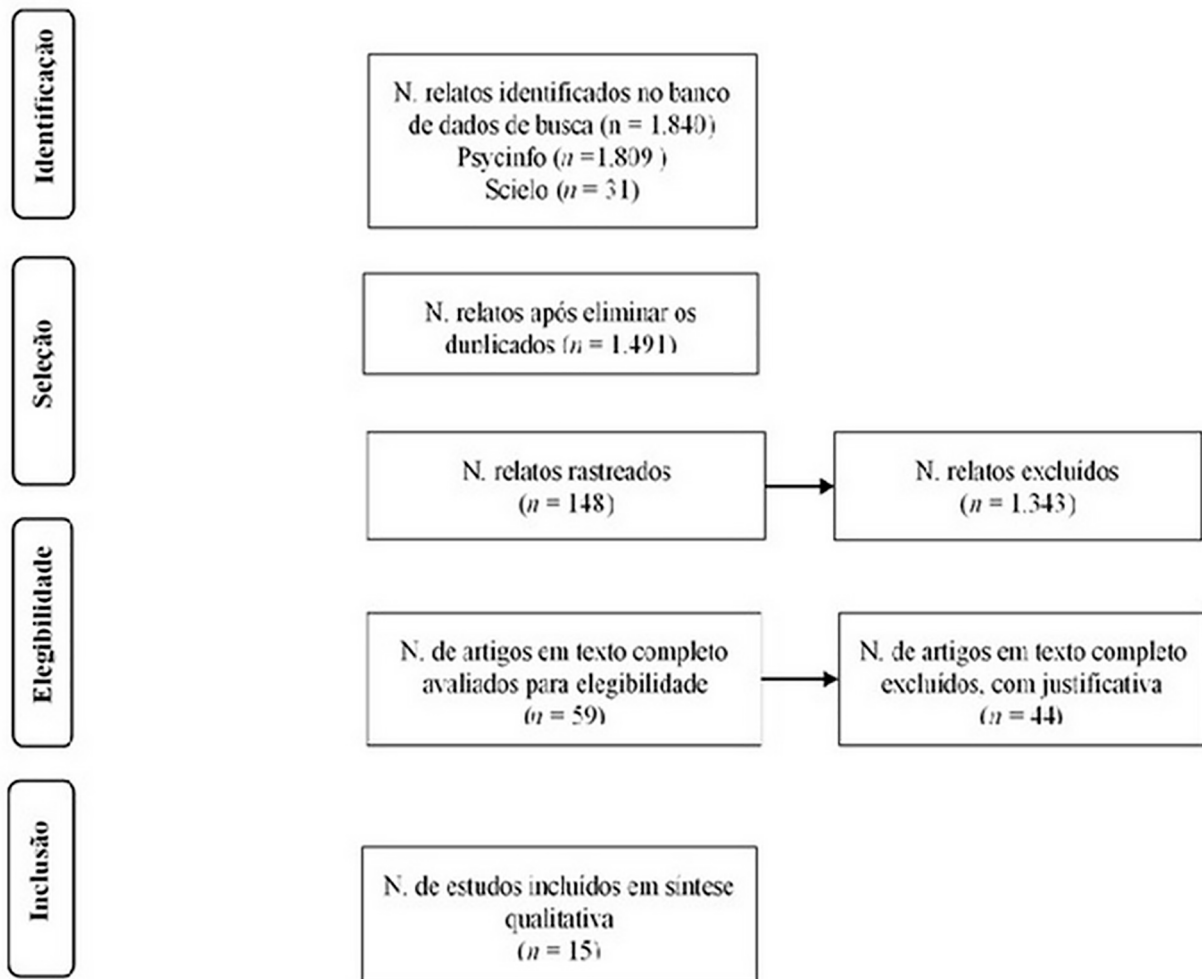 Identificação
N. relatos identificados no banco
de dados de busca (n = 1.840)
Psycinfo (n =1.809 )
Scielo (n = 31)
Seleção
N. relatos após eliminar os
duplicados (n = 1.491)
N. relatos rastreados
(n = 148)
N. relatos excluídos
(n = 1.343)
Elegibilidade
N. de artigos em texto completo
avaliados para elegibilidade
(n = 59)
N. de artigos em texto completo
excluídos, com justificativa
(n = 44)
Inclusão
N. de estudos incluídos em síntese
qualitativa
(n = 15)